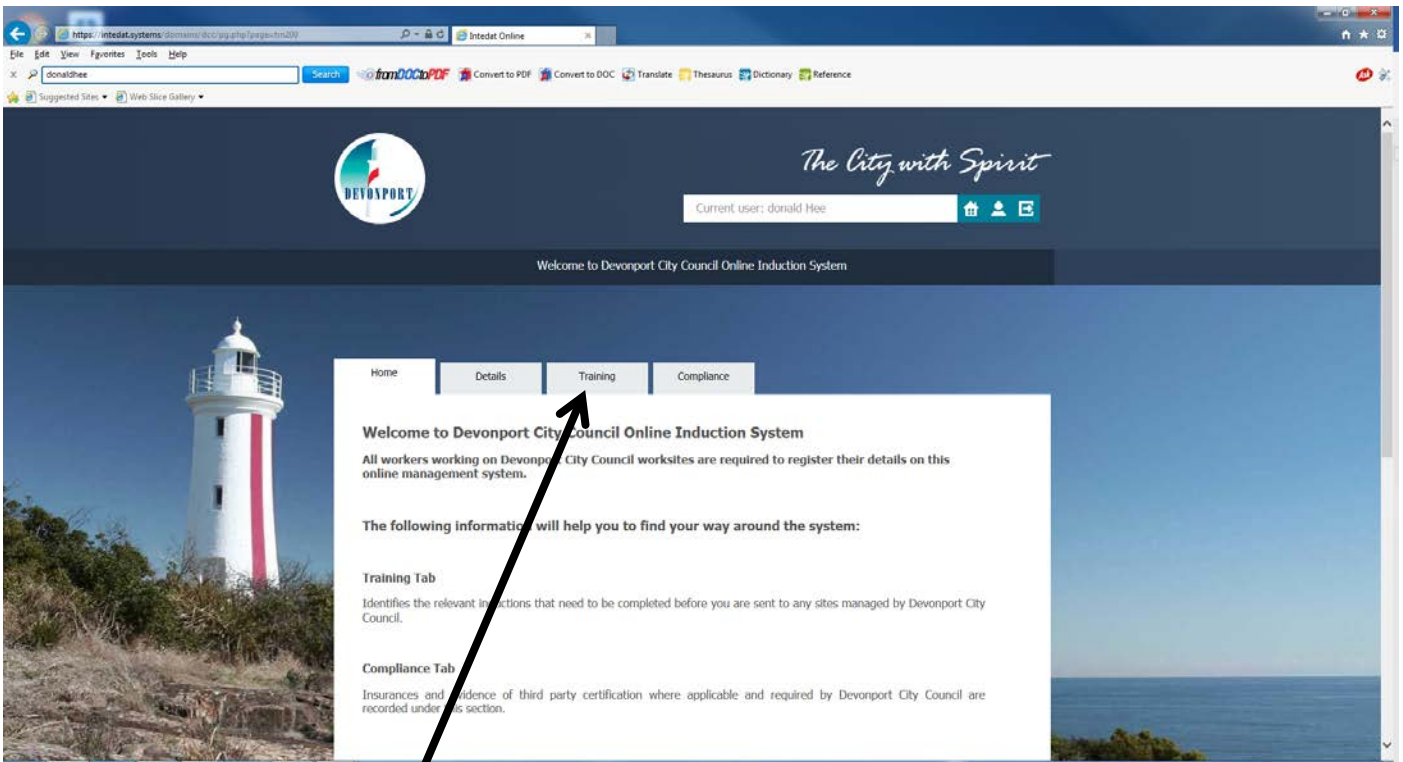 https://intedat.systems/domains/dcc/pg.php?page=hm200
Intedat Online
File Edit View Favorites Tools Help
donaldhee
Search
fromDOCtoPDF
Convert to PDF
Convert to DOC
Translate
Thesaurus
Dictionary
Reference
Ask
Suggested Sites
Web Slice Gallery
DEVONPORT
The City with Spirit
Current user: donald Hee
Welcome to Devonport City Council Online Induction System
Home
Details
Training
Compliance
Welcome to Devonport City Council Online Induction System
All workers working on Devonport City Council worksites are required to register their details on this
online management system.
The following information will help you to find your way around the system:
Training Tab
Identifies the relevant inductions that need to be completed before you are sent to any sites managed by Devonport City
Council.
Compliance Tab
Insurances and evidence of third party certification where applicable and required by Devonport City Council are
recorded under this section.